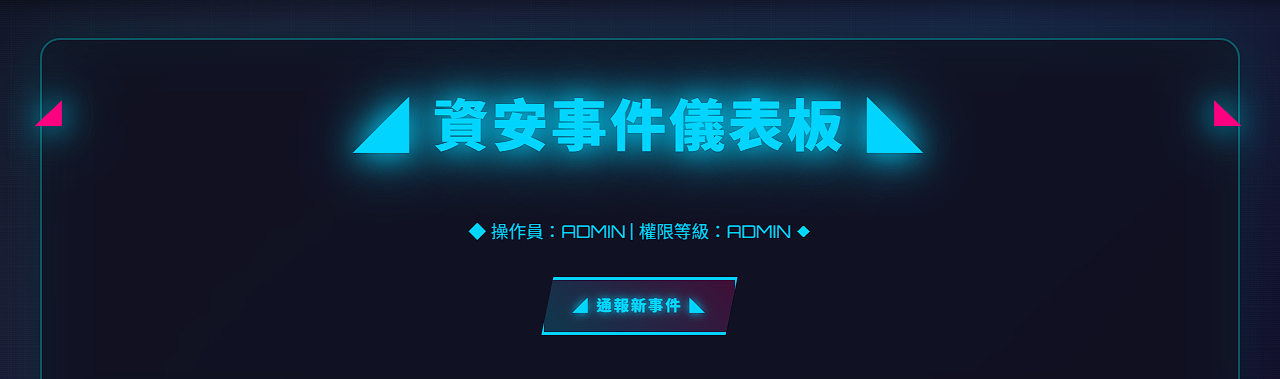 ◢ 資安事件儀表板 ◣
◆ 操作員：ADMIN | 權限等級：ADMIN ◆
◢ 通報新事件 ◣